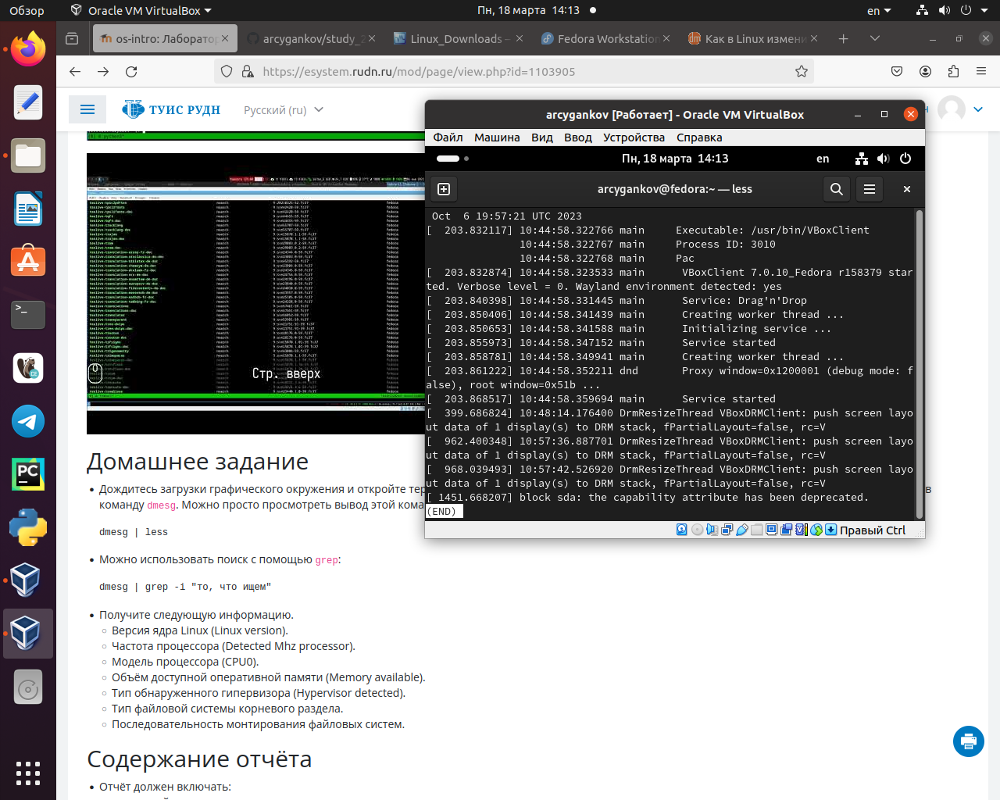 Обзор
Oracle VM VirtualBox
Пн, 18 марта 14:13
en
os-intro: Лаборатор
arcygankov/study_2
Linux_Downloads –
Fedora Workstation
Как в Linux измени
https://esystem.rudn.ru/mod/page/view.php?id=1103905
ТУИС РУДН
Русский (ru)
Стр. вверх
Домашнее задание
Дождитесь загрузки графического окружения и откройте тер
в
команду dmesg. Можно просто просмотреть вывод этой кома
dmesg | less
Можно использовать поиск с помощью grep:
dmesg | grep -i "то, что ищем"
Получите следующую информацию.
Версия ядра Linux (Linux version).
Частота процессора (Detected Mhz processor).
Модель процессора (CPU0).
Объём доступной оперативной памяти (Memory available).
Тип обнаруженного гипервизора (Hypervisor detected).
Тип файловой системы корневого раздела.
Последовательность монтирования файловых систем.
Содержание отчёта
Отчёт должен включать:
arcygankov [Работает] - Oracle VM VirtualBox
Файл Машина Вид Ввод Устройства Справка
Пн, 18 марта 14:13
en
arcygankov@fedora:~ — less
Oct  6 19:57:21 UTC 2023
[  203.832117] 10:44:58.322766 main     Executable: /usr/bin/VBoxClient
10:44:58.322767 main     Process ID: 3010
10:44:58.322768 main     Pac
[  203.832874] 10:44:58.323533 main      VBoxClient 7.0.10_Fedora r158379 star
ted. Verbose level = 0. Wayland environment detected: yes
[  203.840398] 10:44:58.331445 main      Service: Drag'n'Drop
[  203.850406] 10:44:58.341439 main      Creating worker thread ...
[  203.850653] 10:44:58.341588 main      Initializing service ...
[  203.855973] 10:44:58.347152 main      Service started
[  203.858781] 10:44:58.349941 main      Creating worker thread ...
[  203.861222] 10:44:58.352211 dnd       Proxy window=0x1200001 (debug mode: f
alse), root window=0x51b ...
[  203.868517] 10:44:58.359694 main      Service started
[  399.686824] 10:48:14.176400 DrmResizeThread VBoxDRMClient: push screen layo
ut data of 1 display(s) to DRM stack, fPartialLayout=false, rc=V
[  962.400348] 10:57:36.887701 DrmResizeThread VBoxDRMClient: push screen layo
ut data of 1 display(s) to DRM stack, fPartialLayout=false, rc=V
[  968.039493] 10:57:42.526920 DrmResizeThread VBoxDRMClient: push screen layo
ut data of 1 display(s) to DRM stack, fPartialLayout=false, rc=V
[ 1451.668207] block sda: the capability attribute has been deprecated.
(END)
Правый Ctrl